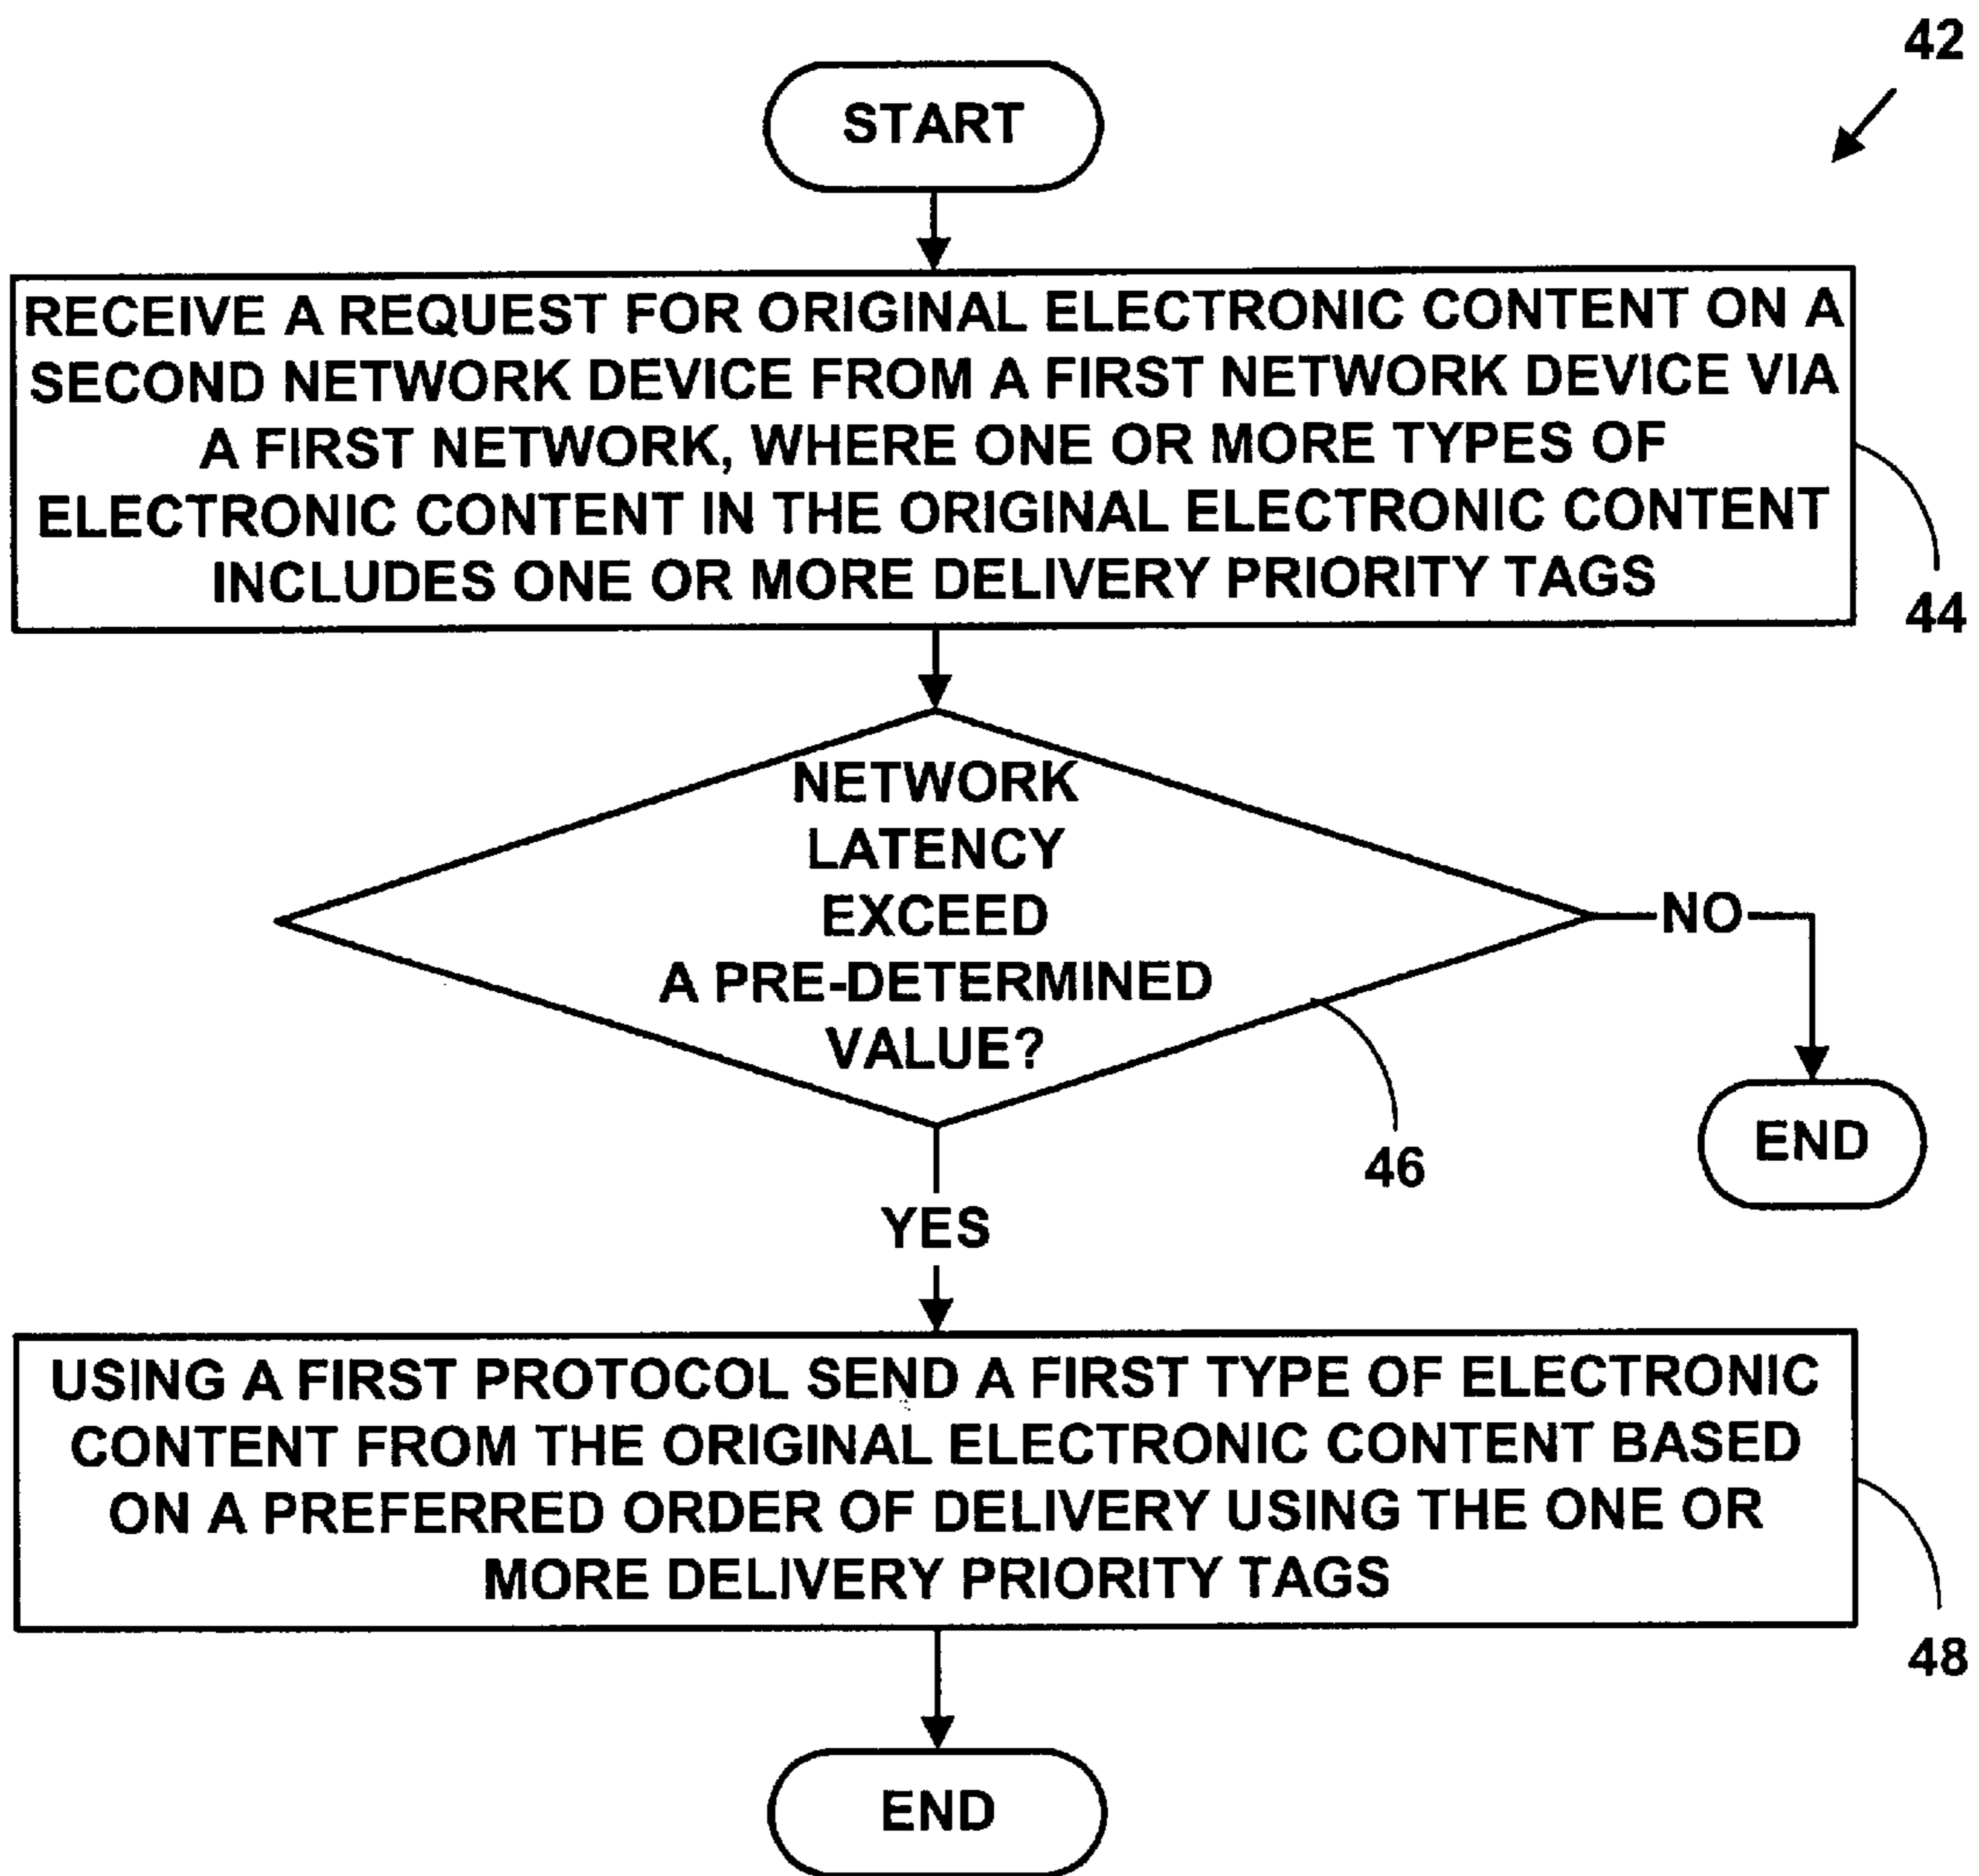 42
START
RECEIVE A REQUEST FOR ORIGINAL ELECTRONIC CONTENT ON A
SECOND NETWORK DEVICE FROM A FIRST NETWORK DEVICE VIA
A FIRST NETWORK, WHERE ONE OR MORE TYPES OF
ELECTRONIC CONTENT IN THE ORIGINAL ELECTRONIC CONTENT
INCLUDES ONE OR MORE DELIVERY PRIORITY TAGS
44
NETWORK
LATENCY
EXCEED
A PRE-DETERMINED
VALUE?
NO
END
46
YES
USING A FIRST PROTOCOL SEND A FIRST TYPE OF ELECTRONIC
CONTENT FROM THE ORIGINAL ELECTRONIC CONTENT BASED
ON A PREFERRED ORDER OF DELIVERY USING THE ONE OR
MORE DELIVERY PRIORITY TAGS
48
END